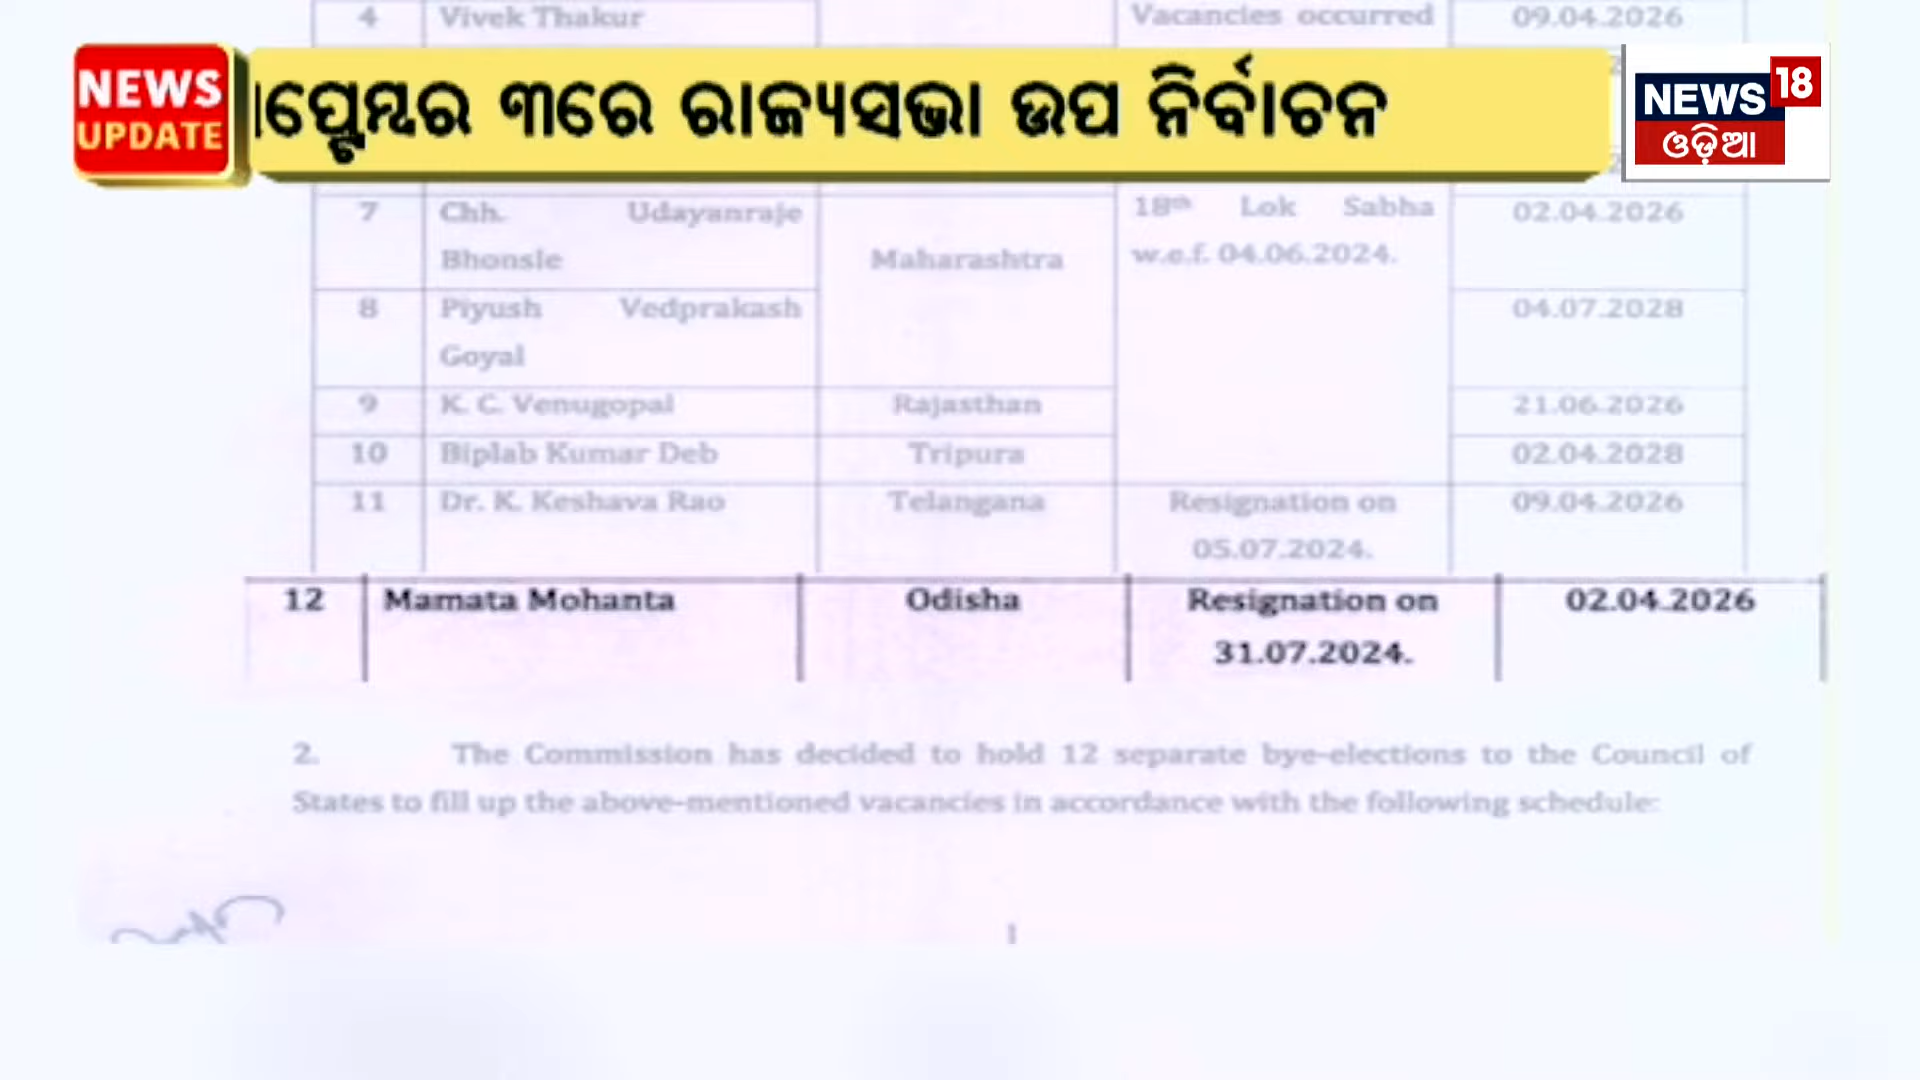 4 Vivek Thakur Vacancies occurred 09.04.2026
NEWS
UPDATE
ସେପ୍ଟେମ୍ବର ୩ରେ ରାଜ୍ୟସଭା ଉପ ନିର୍ବାଚନ
NEWS 18
ଓଡ଼ିଆ
7 Chh. Udayanraje 18th Lok Sabha 02.04.2026
Bhonsle Maharashtra w.e.f. 04.06.2024.
8 Piyush Vedprakash 04.07.2028
Goyal
9 K. C. Venugopal Rajasthan 21.06.2026
10 Biplab Kumar Deb Tripura 02.04.2028
11 Dr. K. Keshava Rao Telangana Resignation on 09.04.2026
05.07.2024.
12 Mamata Mohanta Odisha Resignation on 02.04.2026
31.07.2024.
2. The Commission has decided to hold 12 separate bye-elections to the Council of
States to fill up the above-mentioned vacancies in accordance with the following schedule:
1